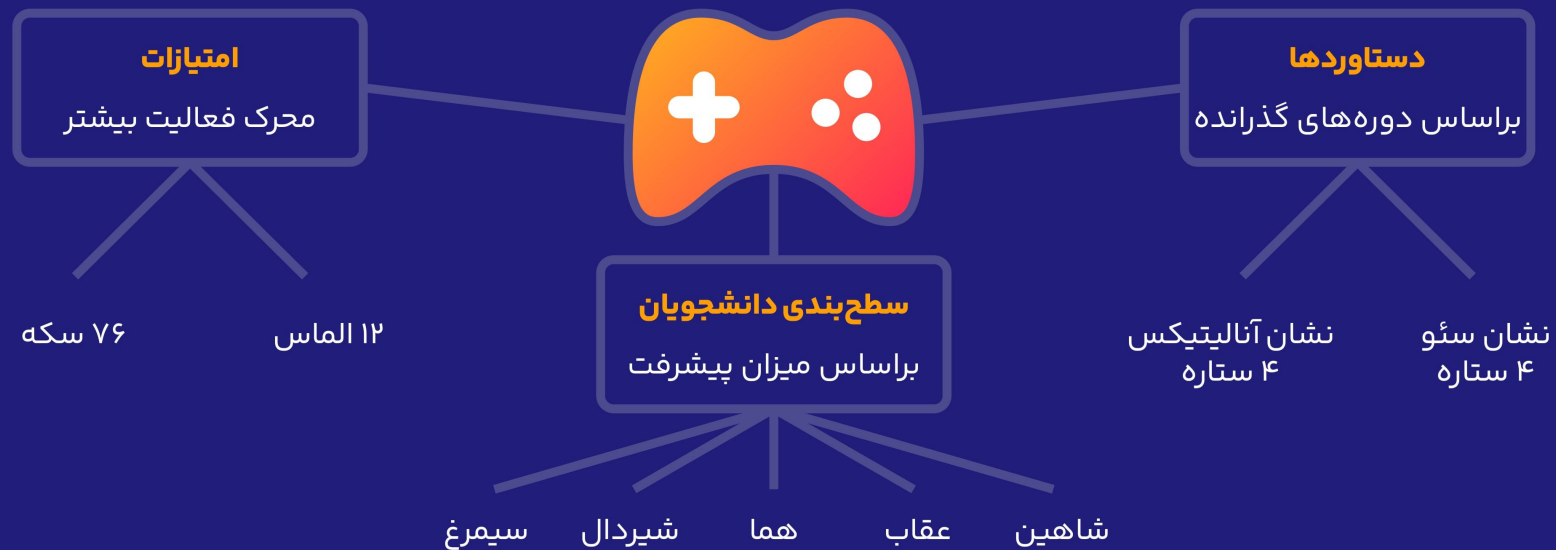 دستاوردها
براساس دوره‌های گذرانده
نشان سئو
۴ ستاره
نشان آنالیتیکس
۴ ستاره
سطح‌بندی دانشجویان
براساس میزان پیشرفت
شاهین
عقاب
هما
شیردال
سیمرغ
امتیازات
محرک فعالیت بیشتر
۱۲ الماس
۷۶ سکه